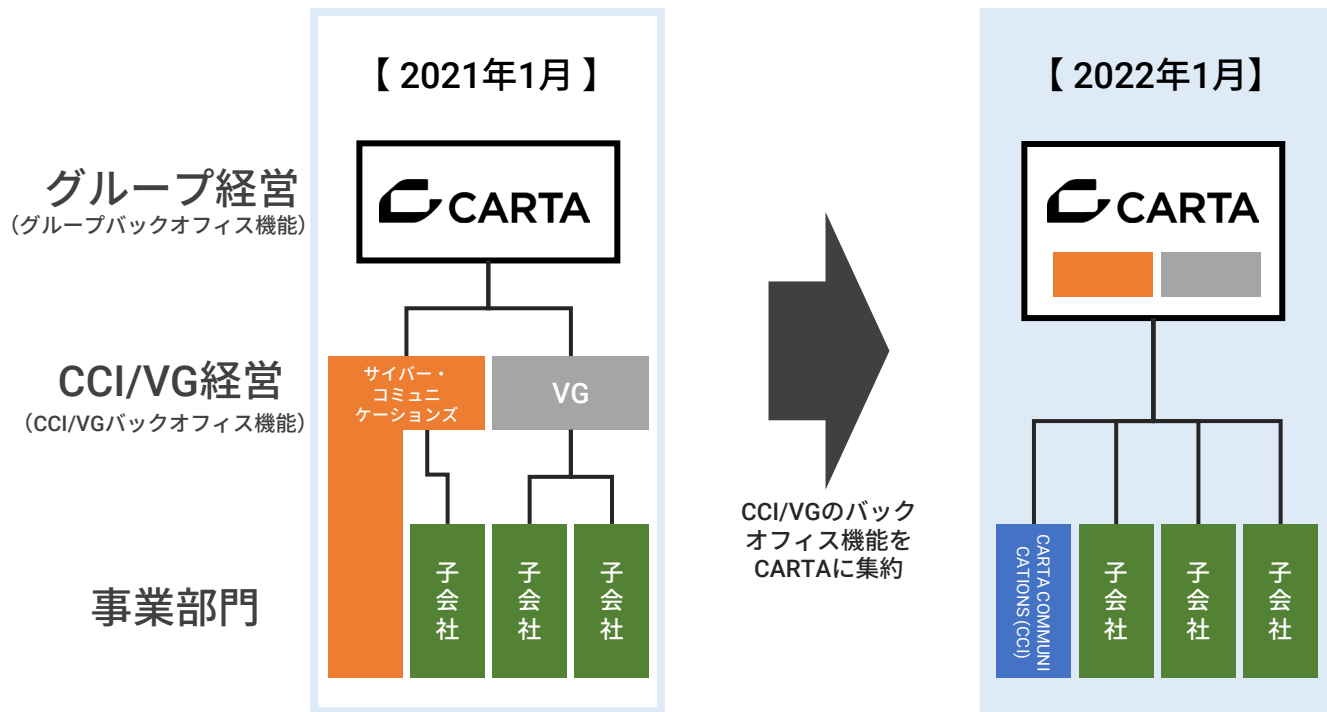 【 2021年1月 】
【 2022年1月】
グループ経営
（グループバックオフィス機能）
CARTA
CARTA
CCI/VG経営
（CCI/VGバックオフィス機能）
サイバー・
コミュニ
ケーションズ
VG
CCI/VGのバック
オフィス機能を
CARTAに集約
事業部門
子会社
子会社
子会社
CARTA COMMUNI
CATIONS (CCI)
子会社
子会社
子会社